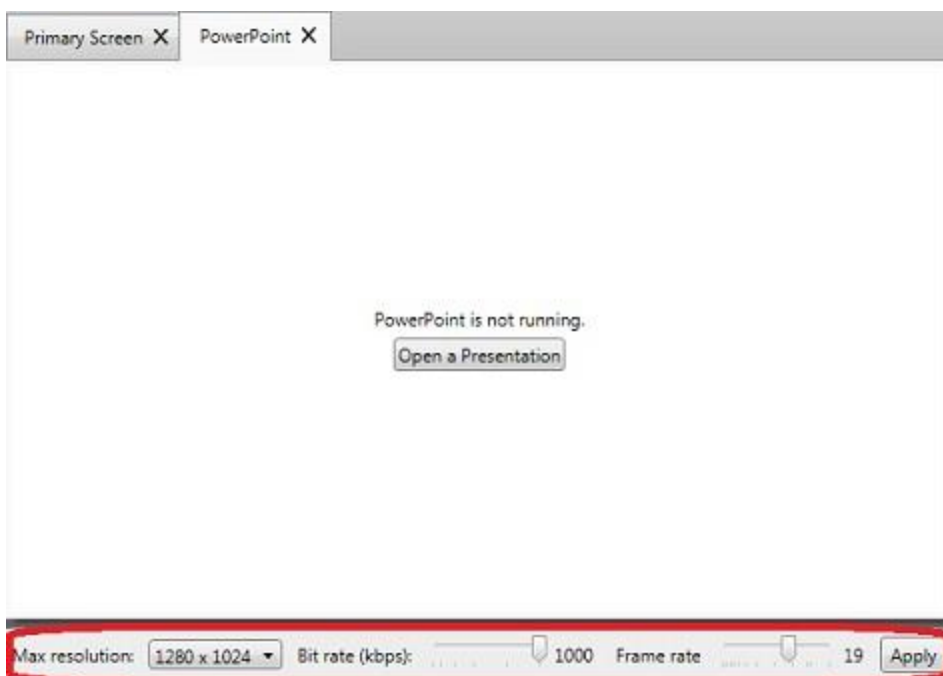 Primary Screen X PowerPoint X
PowerPoint is not running.
Open a Presentation
Max resolution: 1280 x 1024 Bit rate (kbps): 1000 Frame rate 19 Apply